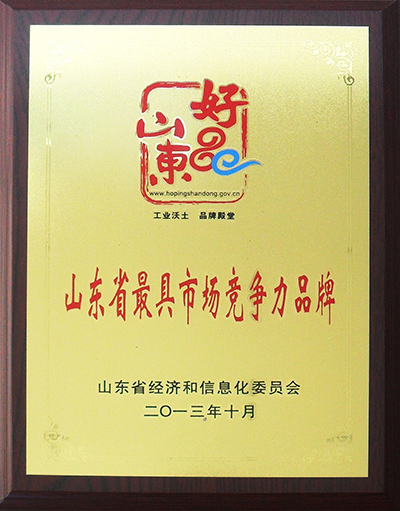 好品
山東
www.hopingshandong.gov.cn
工业沃土 品牌殿堂
山东省最具市场竞争力品牌
山东省经济和信息化委员会
二〇一三年十月